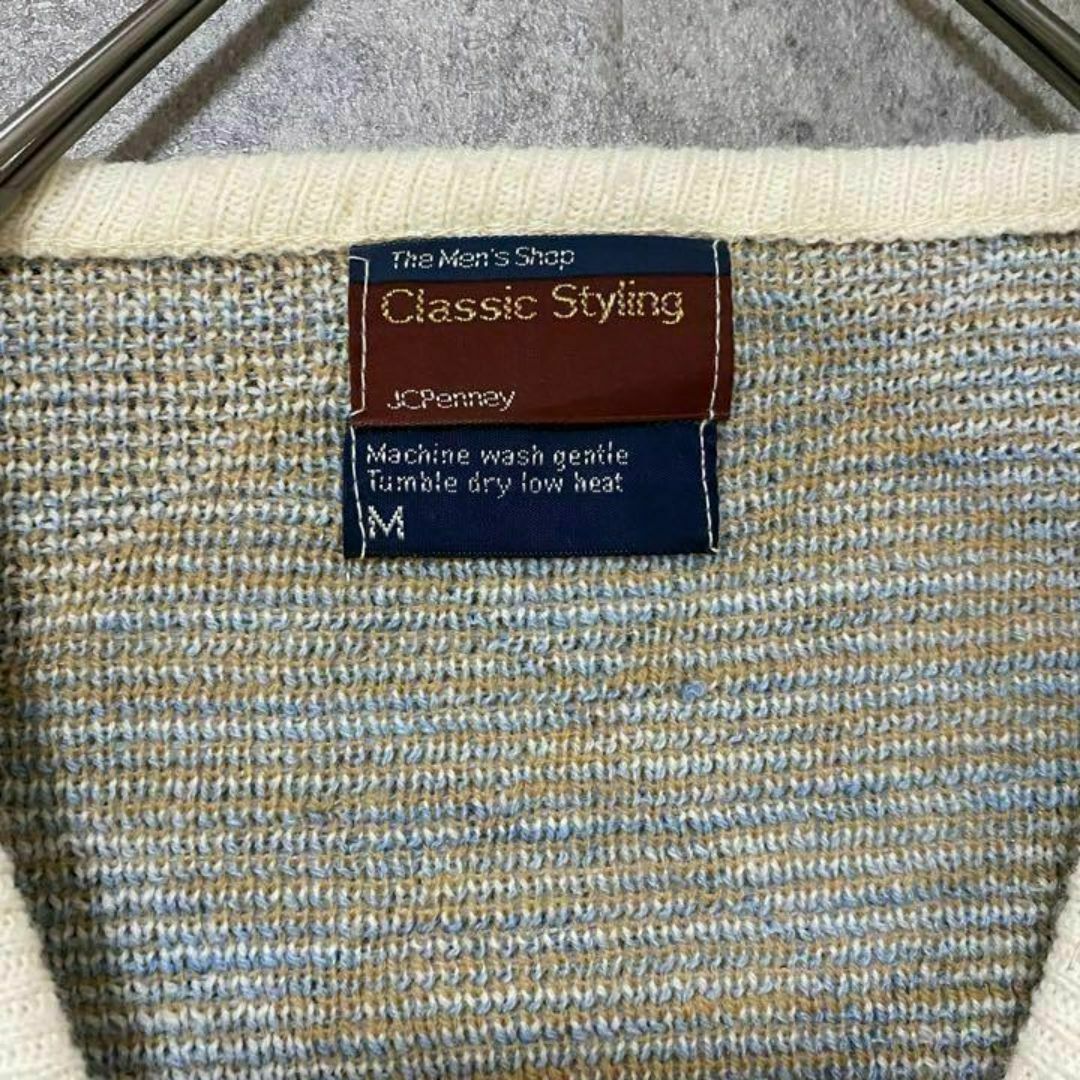 The Men's Shop
Classic Styling
JCPenney
Machine wash gentle
Tumble dry low heat
M